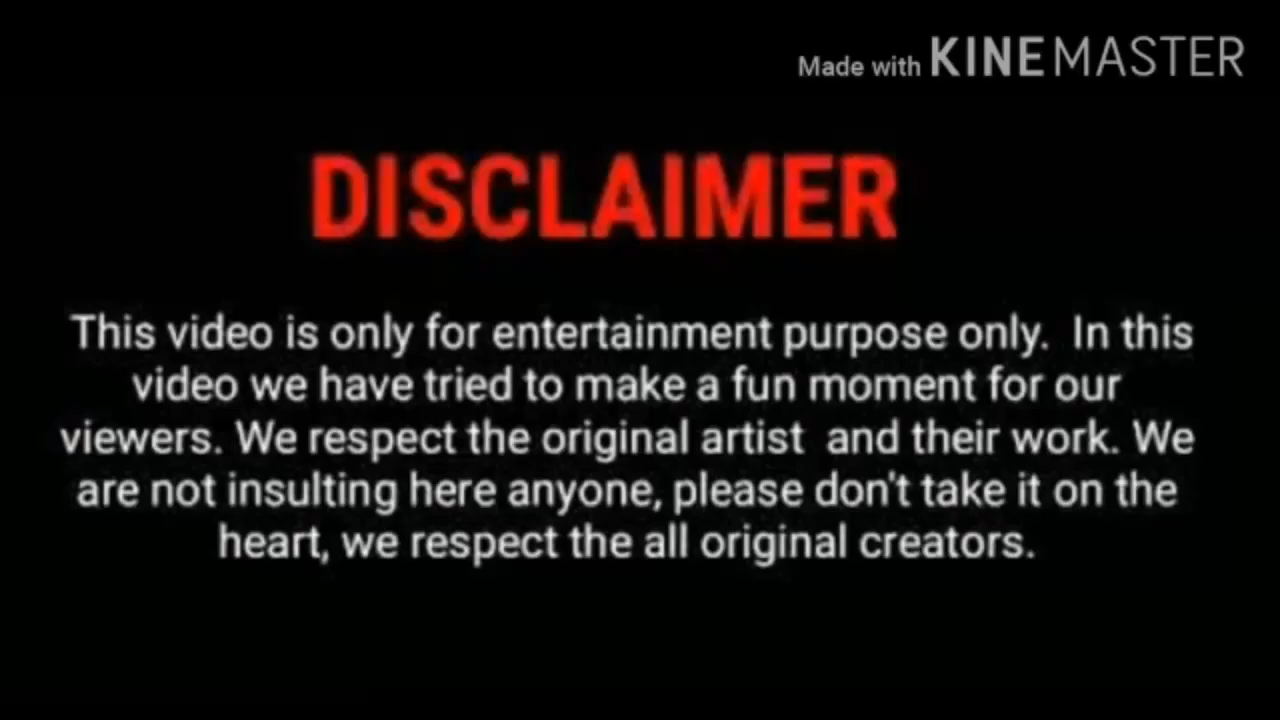 Made with KINEMASTER
DISCLAIMER
This video is only for entertainment purpose only.  In this
video we have tried to make a fun moment for our
viewers. We respect the original artist  and their work. We
are not insulting here anyone, please don't take it on the
heart, we respect the all original creators.